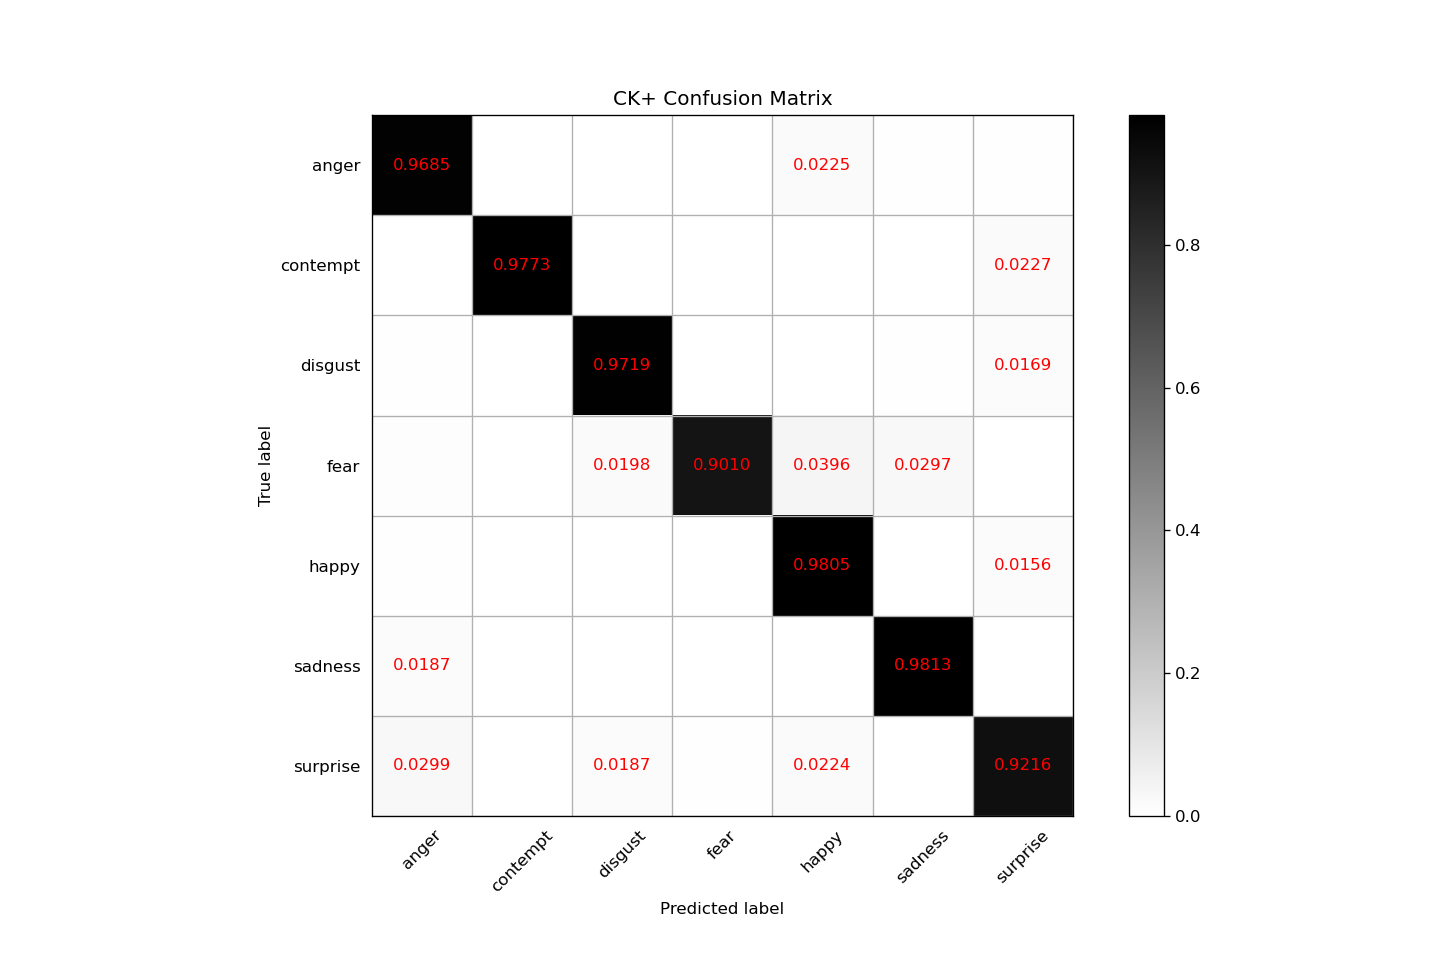 CK+ Confusion Matrix
anger 0.9685 0.0225
contempt 0.9773 0.0227
disgust 0.9719 0.0169
fear 0.0198 0.9010 0.0396 0.0297
happy 0.9805 0.0156
sadness 0.0187 0.9813
surprise 0.0299 0.0187 0.0224 0.9216
True label
anger contempt disgust fear happy sadness surprise
Predicted label
0.8
0.6
0.4
0.2
0.0